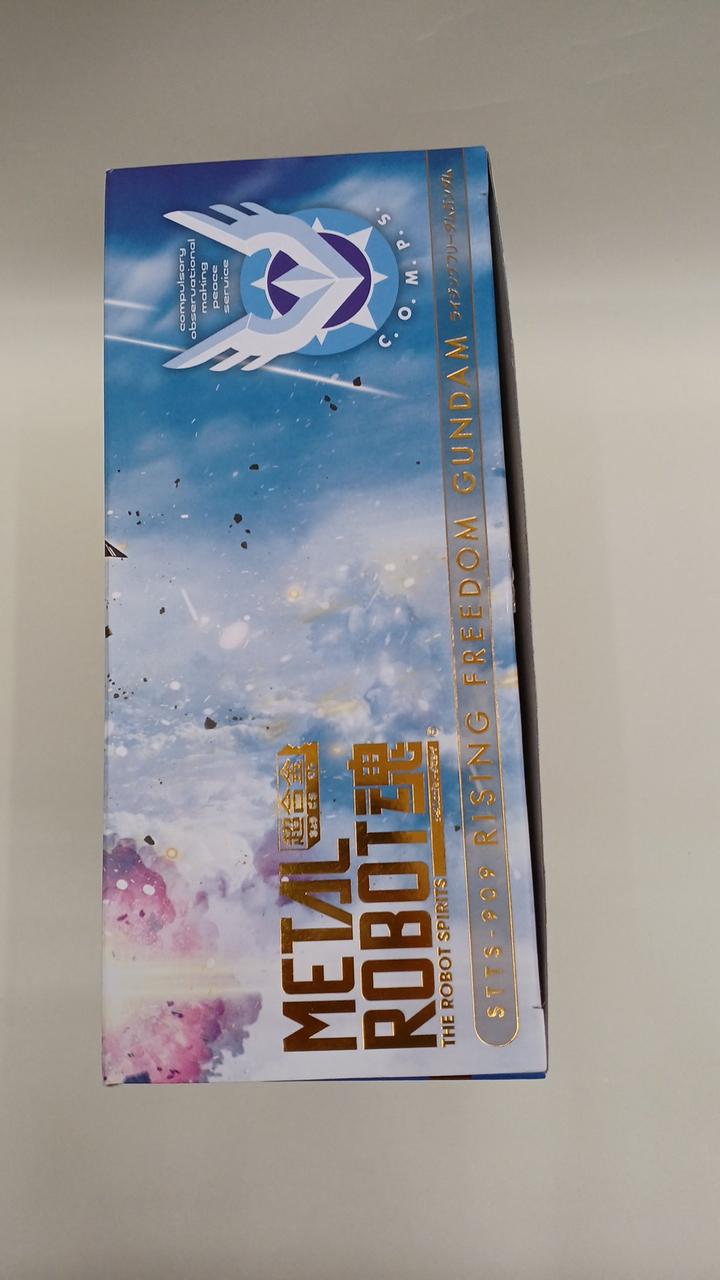 METAL
超合金
ROBOT魂
THE ROBOT SPIRITS
STTS-909 RISING FREEDOM GUNDAM ライジングフリーダムガンダム
compulsory
observational
making
peace
service
C. O. M. P. S.